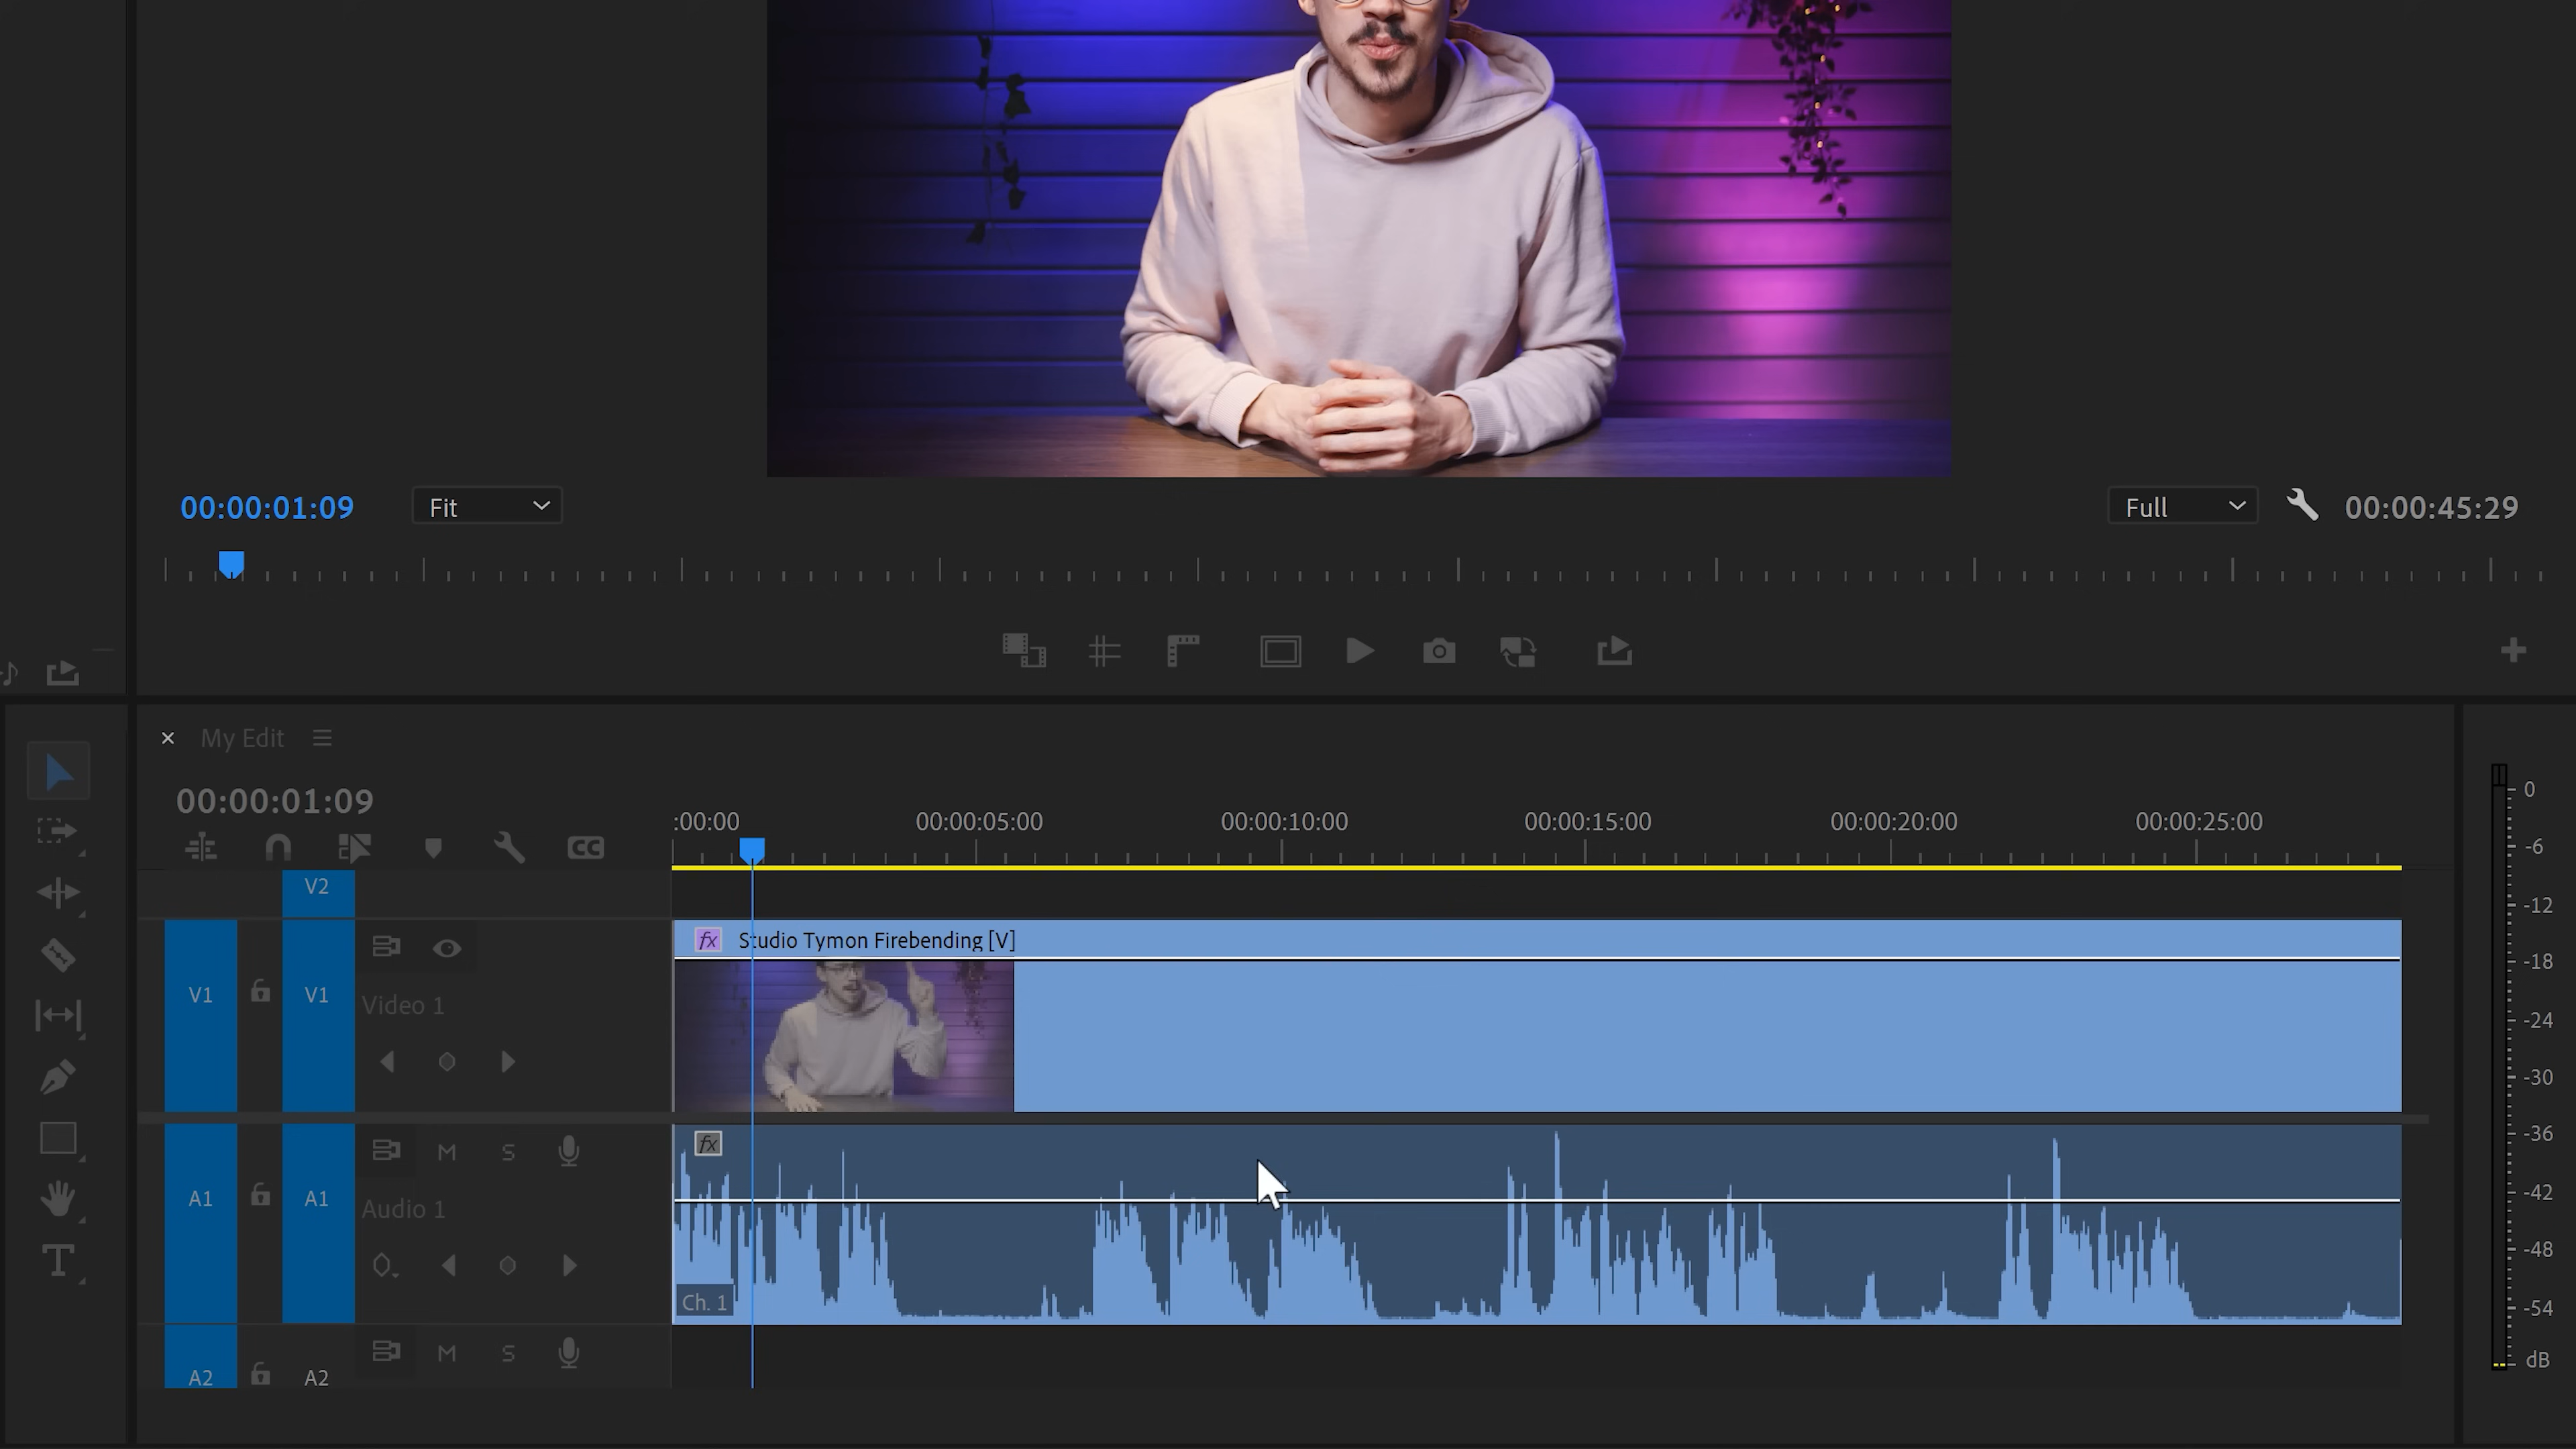 00:00:01:09
Fit
Full
00:00:45:29
My Edit
00:00:01:09
:00:00
00:00:05:00
00:00:10:00
00:00:15:00
00:00:20:00
00:00:25:00
CC
V2
fx
Studio Tymon Firebending [V]
V1
V1
Video 1
fx
A1
A1
M
S
Audio 1
Ch. 1
A2
A2
M
S
0
-6
-12
-18
-24
-30
-36
-42
-48
-54
dB